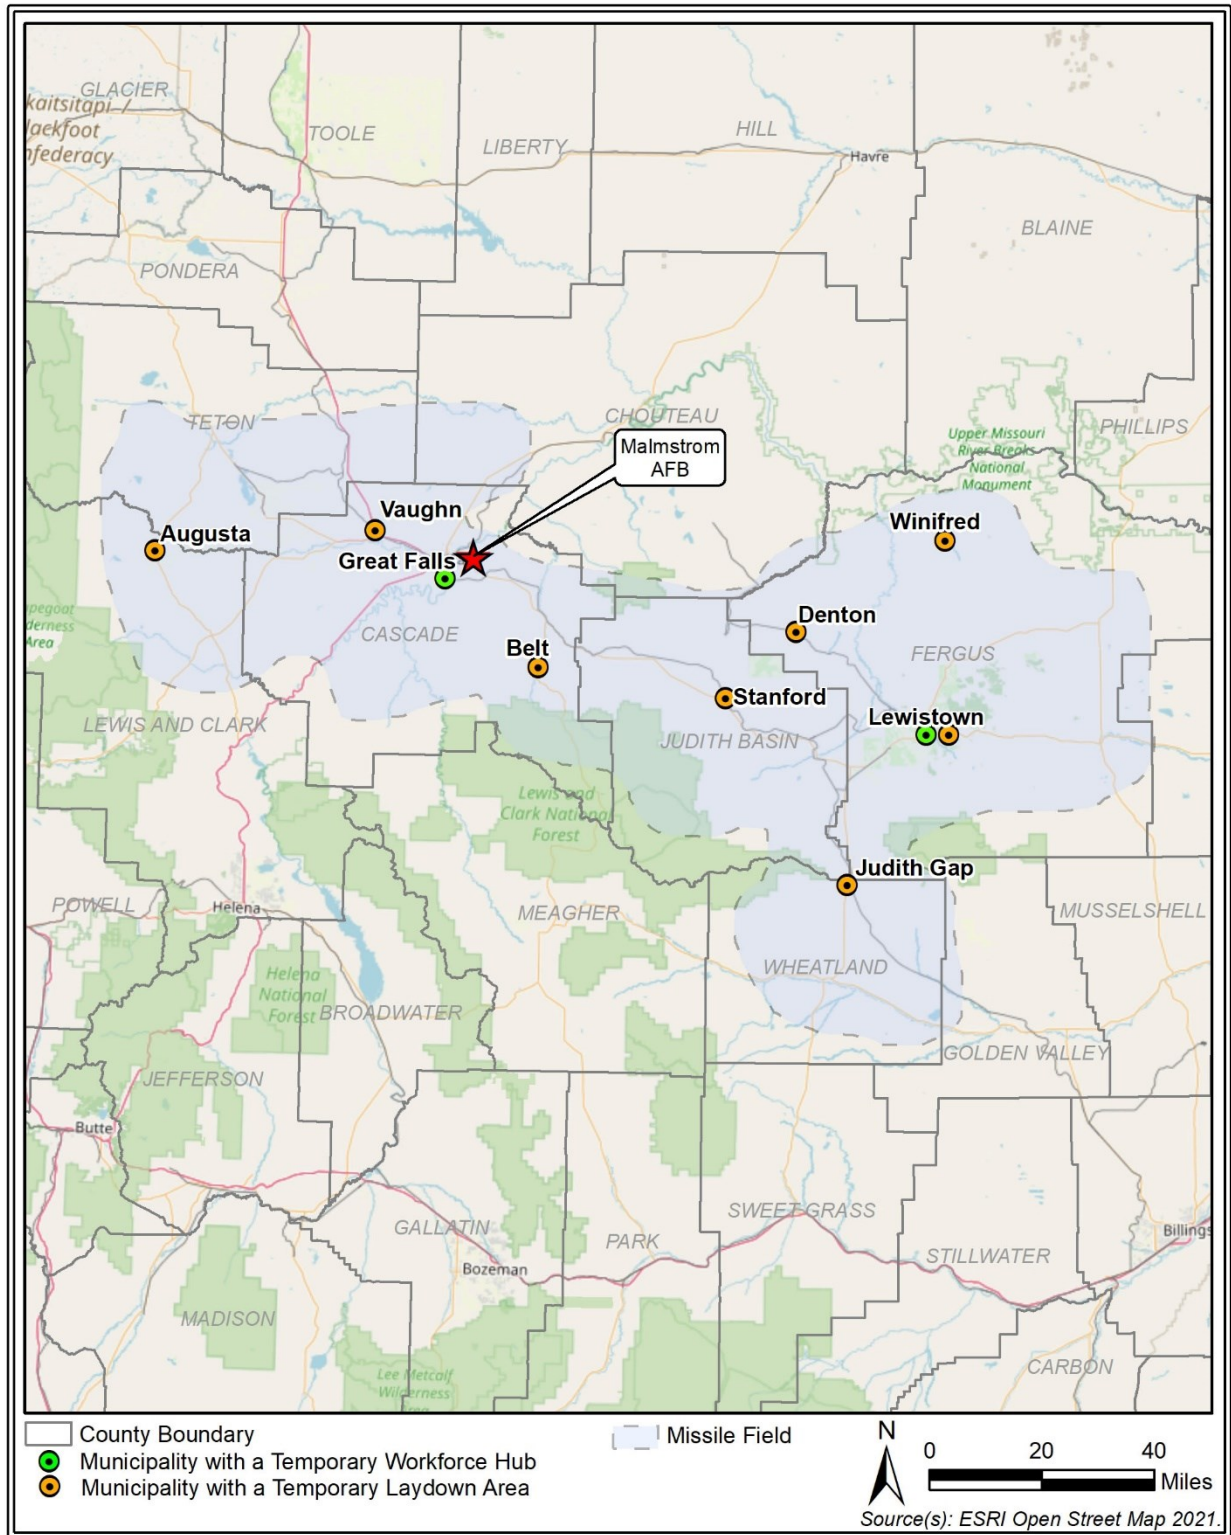 GLACIER
kaitsitapi /
lackfoot
nfederacy
TOOLE
LIBERTY
HILL
Havre
BLAINE
PONDERA
TETON
CHOUTEAU
PHILLIPS
Malmstrom
AFB
Upper Missouri
River Breaks
National
Monument
Vaughn
Augusta
Winifred
Great Falls
CASCADE
Denton
Belt
FERGUS
Stanford
LEWIS AND CLARK
Lewistown
JUDITH BASIN
Lewis and
Clark National
Forest
Judith Gap
POWELL
Helena
MEAGHER
MUSSELSHELL
WHEATLAND
Helena
National
Forest
BROADWATER
GOLDEN VALLEY
JEFFERSON
Butte
SWEET GRASS
GALLATIN
PARK
STILLWATER
Billings
Bozeman
MADISON
Lee Metcalf
Wilderness
CARBON
County Boundary
Municipality with a Temporary Workforce Hub
Municipality with a Temporary Laydown Area
Missile Field
N
0 20 40
Miles
Source(s): ESRI Open Street Map 2021.